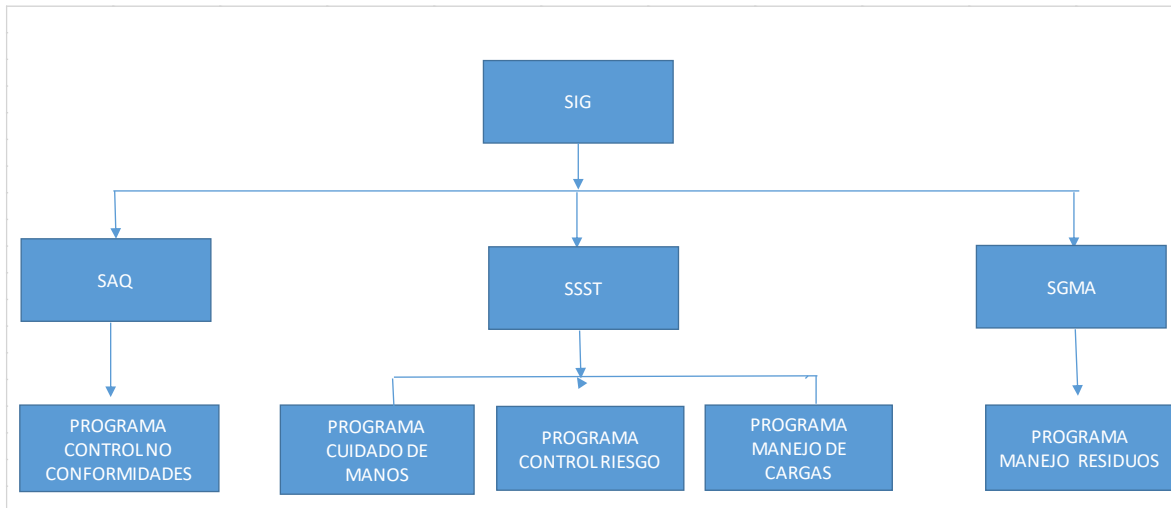 SIG
SAQ
SSST
SGMA
PROGRAMA
CONTROL NO
CONFORMIDADES
PROGRAMA
CUIDADO DE
MANOS
PROGRAMA
CONTROL RIESGO
PROGRAMA
MANEJO DE
CARGAS
PROGRAMA
MANEJO RESIDUOS